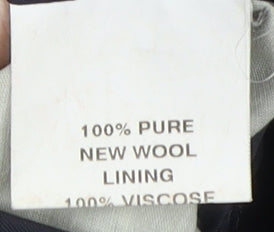 100% PURE
NEW WOOL
LINING
100% VISCOSE